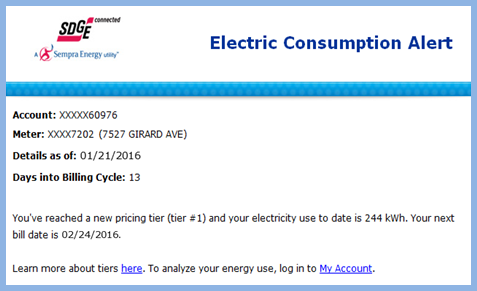 SDGE connected
A Sempra Energy utility™
Electric Consumption Alert
Account: XXXXX60976
Meter: XXXX7202 (7527 GIRARD AVE)
Details as of: 01/21/2016
Days into Billing Cycle: 13
You've reached a new pricing tier (tier #1) and your electricity use to date is 244 kWh. Your next
bill date is 02/24/2016.
Learn more about tiers here. To analyze your energy use, log in to My Account.